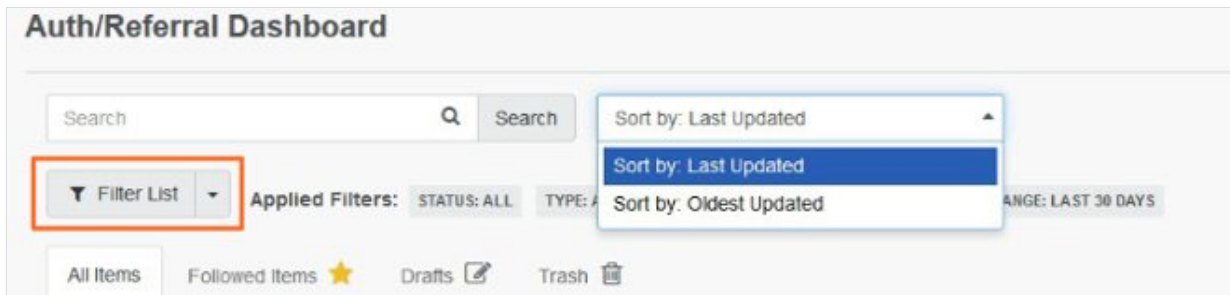 Auth/Referral Dashboard
Search Search Sort by: Last Updated
Sort by: Last Updated
Filter List Applied Filters: STATUS: ALL TYPE: Sort by: Oldest Updated ANGE: LAST 30 DAYS
All Items Followed Items Drafts Trash